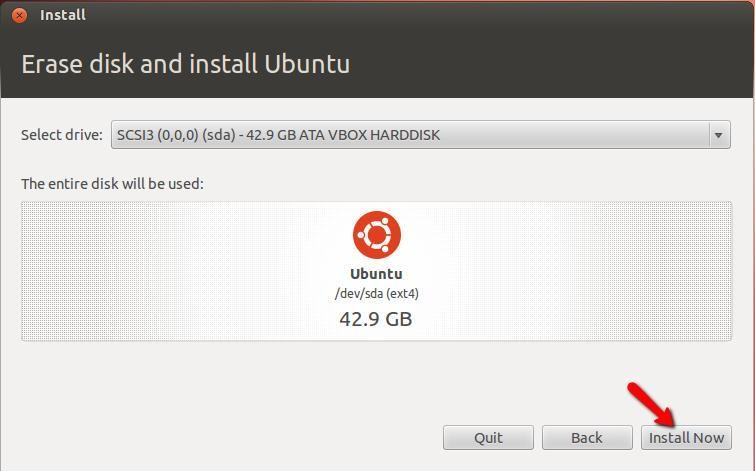 Install
Erase disk and install Ubuntu
Select drive: SCSI3 (0,0,0) (sda) - 42.9 GB ATA VBOX HARDDISK
The entire disk will be used:
Ubuntu
/dev/sda (ext4)
42.9 GB
Quit Back Install Now